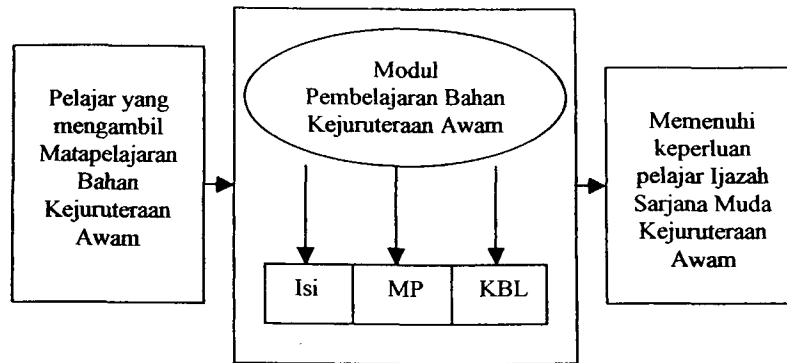 Pelajar yang
mengambil
Matapelajaran
Bahan
Kejuruteraan
Awam
Modul
Pembelajaran Bahan
Kejuruteraan Awam
Isi
MP
KBL
Memenuhi
keperluan
pelajar Ijazah
Sarjana Muda
Kejuruteraan
Awam